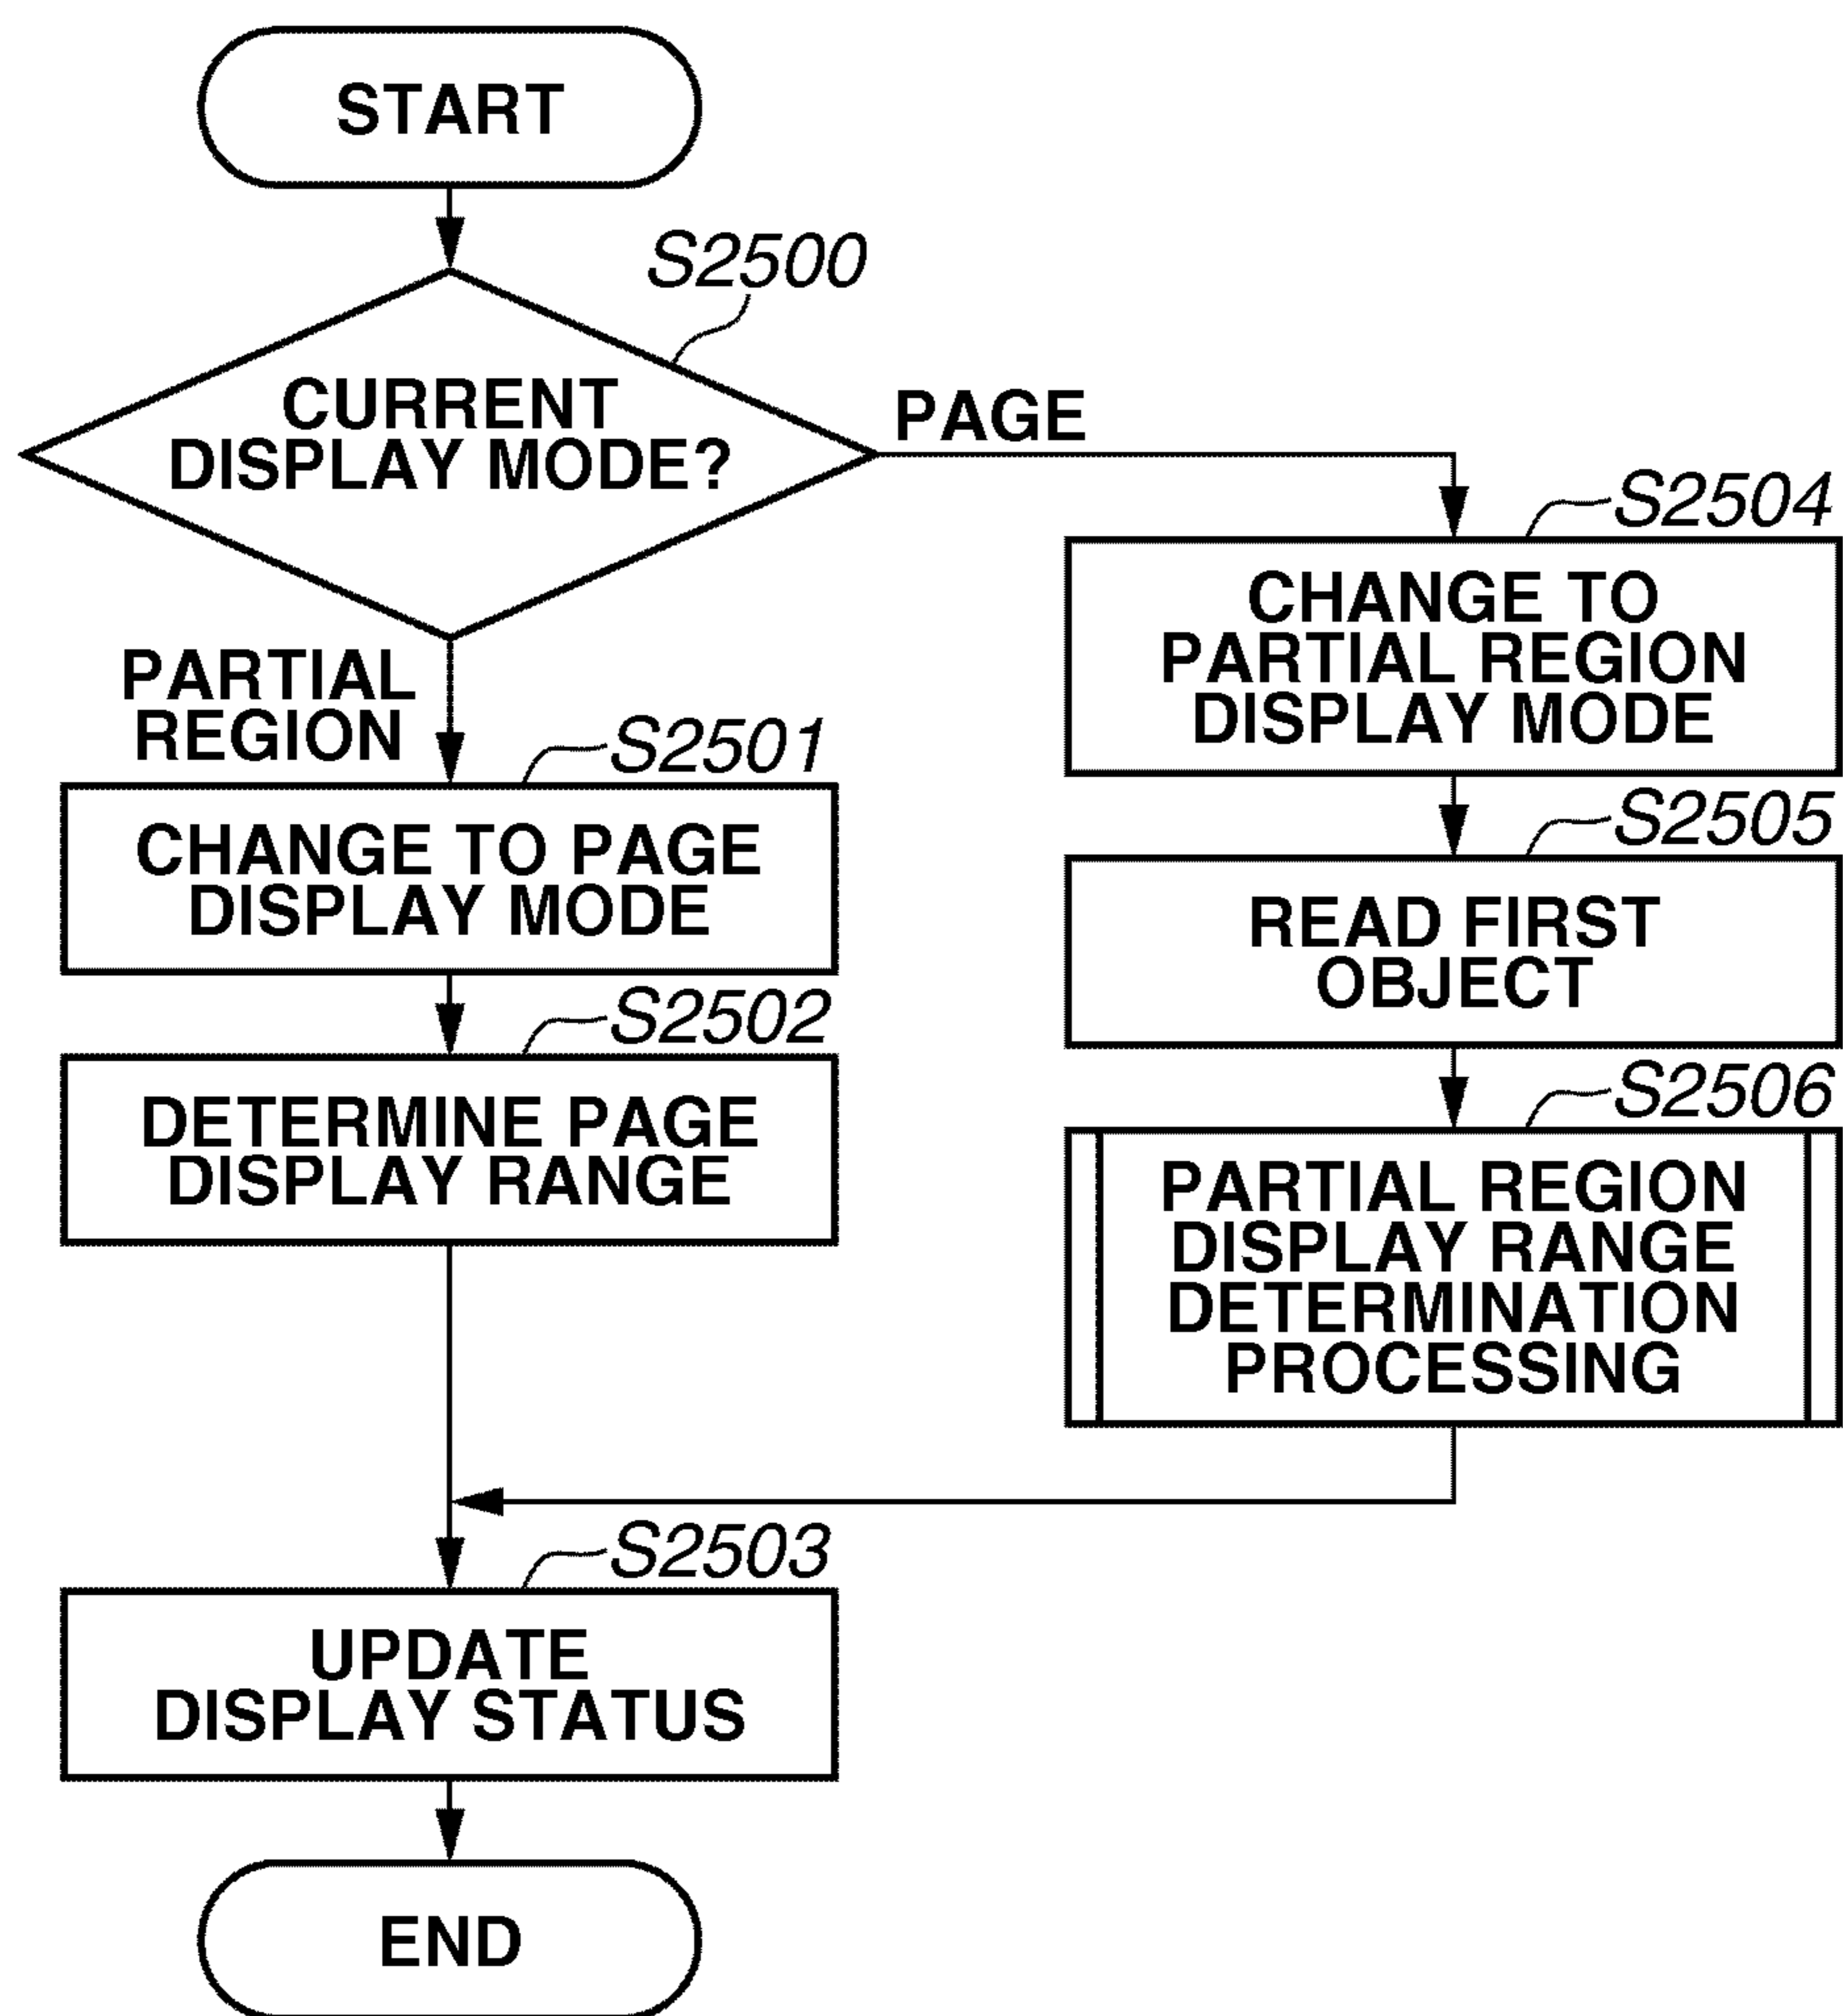 START
S2500
CURRENT
DISPLAY MODE?
PAGE
PARTIAL
REGION
S2501
CHANGE TO PAGE
DISPLAY MODE
S2502
DETERMINE PAGE
DISPLAY RANGE
S2504
CHANGE TO
PARTIAL REGION
DISPLAY MODE
S2505
READ FIRST
OBJECT
S2506
PARTIAL REGION
DISPLAY RANGE
DETERMINATION
PROCESSING
S2503
UPDATE
DISPLAY STATUS
END